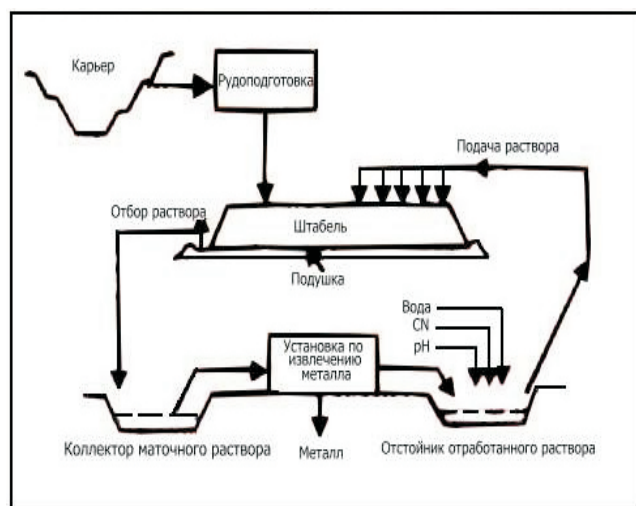 Карьер
Рудоподготовка
Подача раствора
Отбор раствора
Штабель
Подушка
Вода
CN
pH
Установка по
извлечению
металла
Коллектор маточного раствора
Металл
Отстойник отработанного раствора